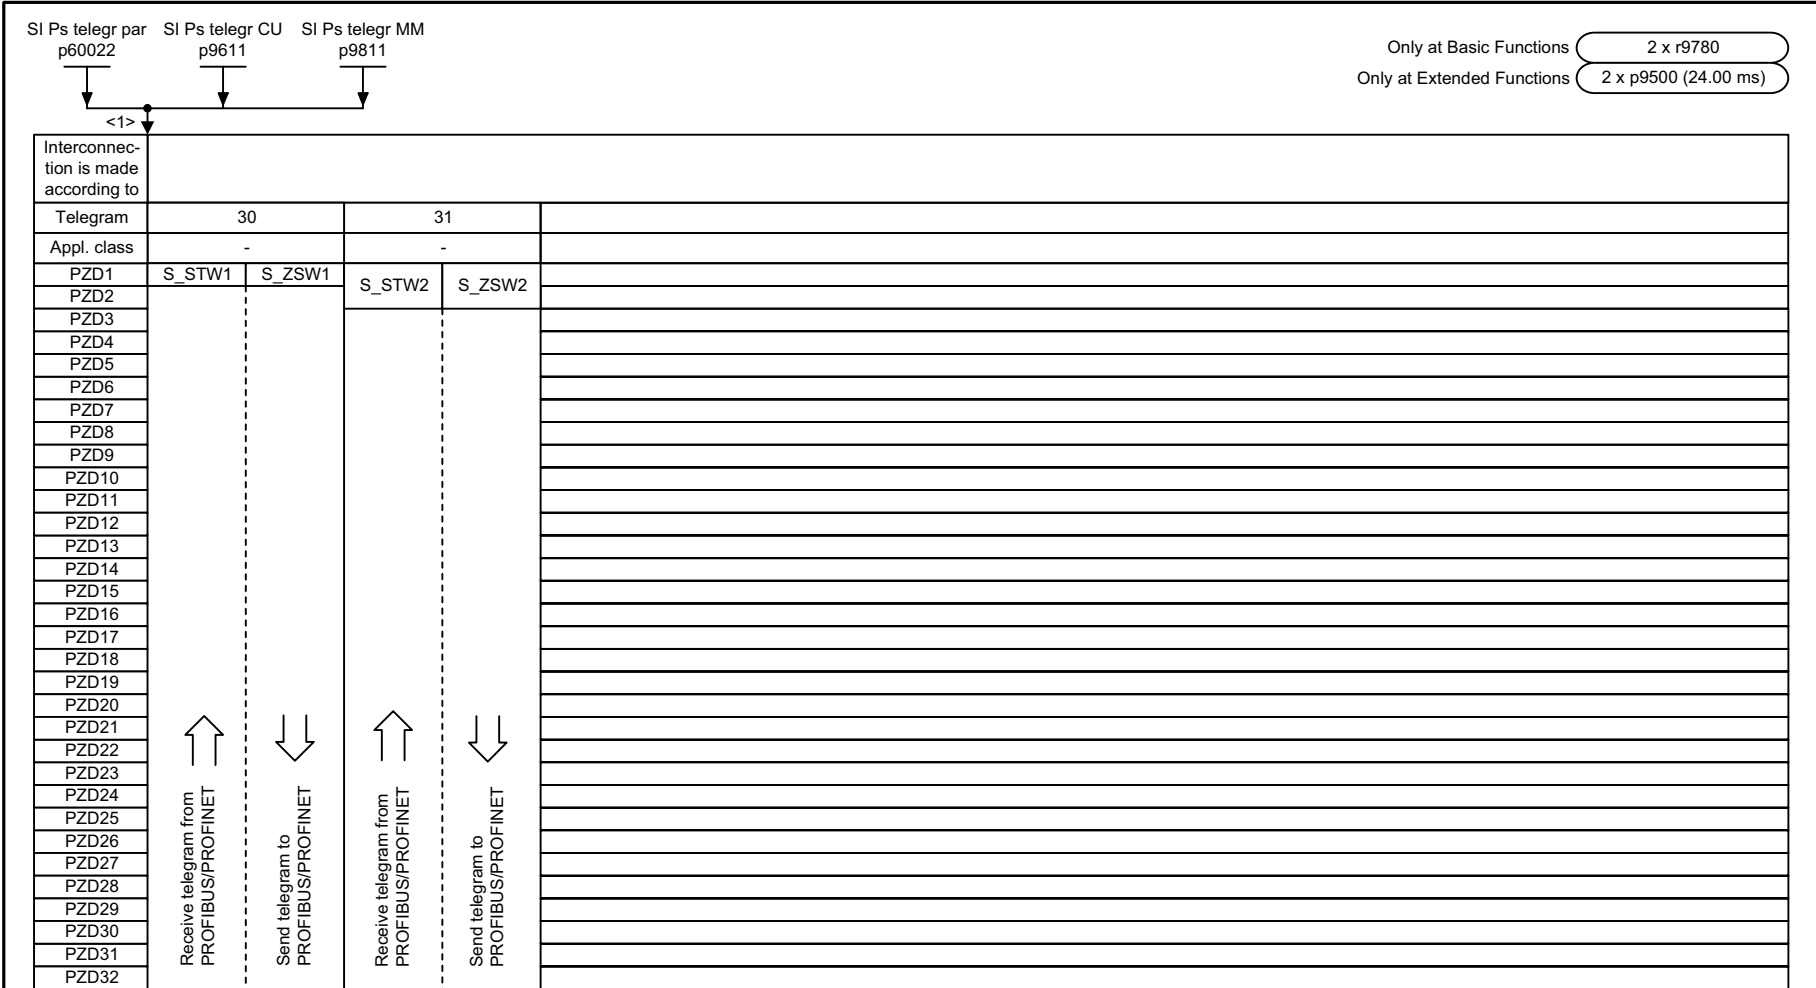 SI Ps telegr par SI Ps telegr CU SI Ps telegr MM
p60022 p9611 p9811
Only at Basic Functions 2 x r9780
Only at Extended Functions 2 x p9500 (24.00 ms)
<1>
Interconnec-
tion is made
according to
Telegram 30 31
Appl. class - -
PZD1 S_STW1 S_ZSW1 S_STW2 S_ZSW2
PZD2
PZD3
PZD4
PZD5
PZD6
PZD7
PZD8
PZD9
PZD10
PZD11
PZD12
PZD13
PZD14
PZD15
PZD16
PZD17
PZD18
PZD19
PZD20
PZD21
PZD22
PZD23
PZD24
PZD25
PZD26
PZD27
PZD28
PZD29
PZD30
PZD31
PZD32
Receive telegram from
PROFIBUS/PROFINET
Send telegram to
PROFIBUS/PROFINET
Receive telegram from
PROFIBUS/PROFINET
Send telegram to
PROFIBUS/PROFINET